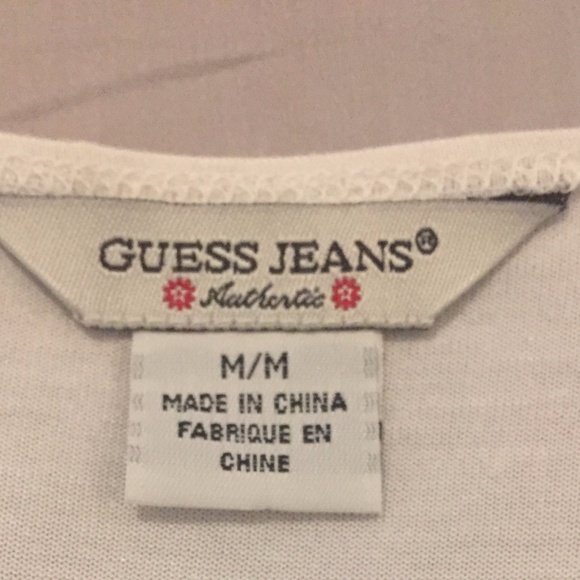 GUESS JEANS®
Authentic
M/M
MADE IN CHINA
FABRIQUE EN
CHINE